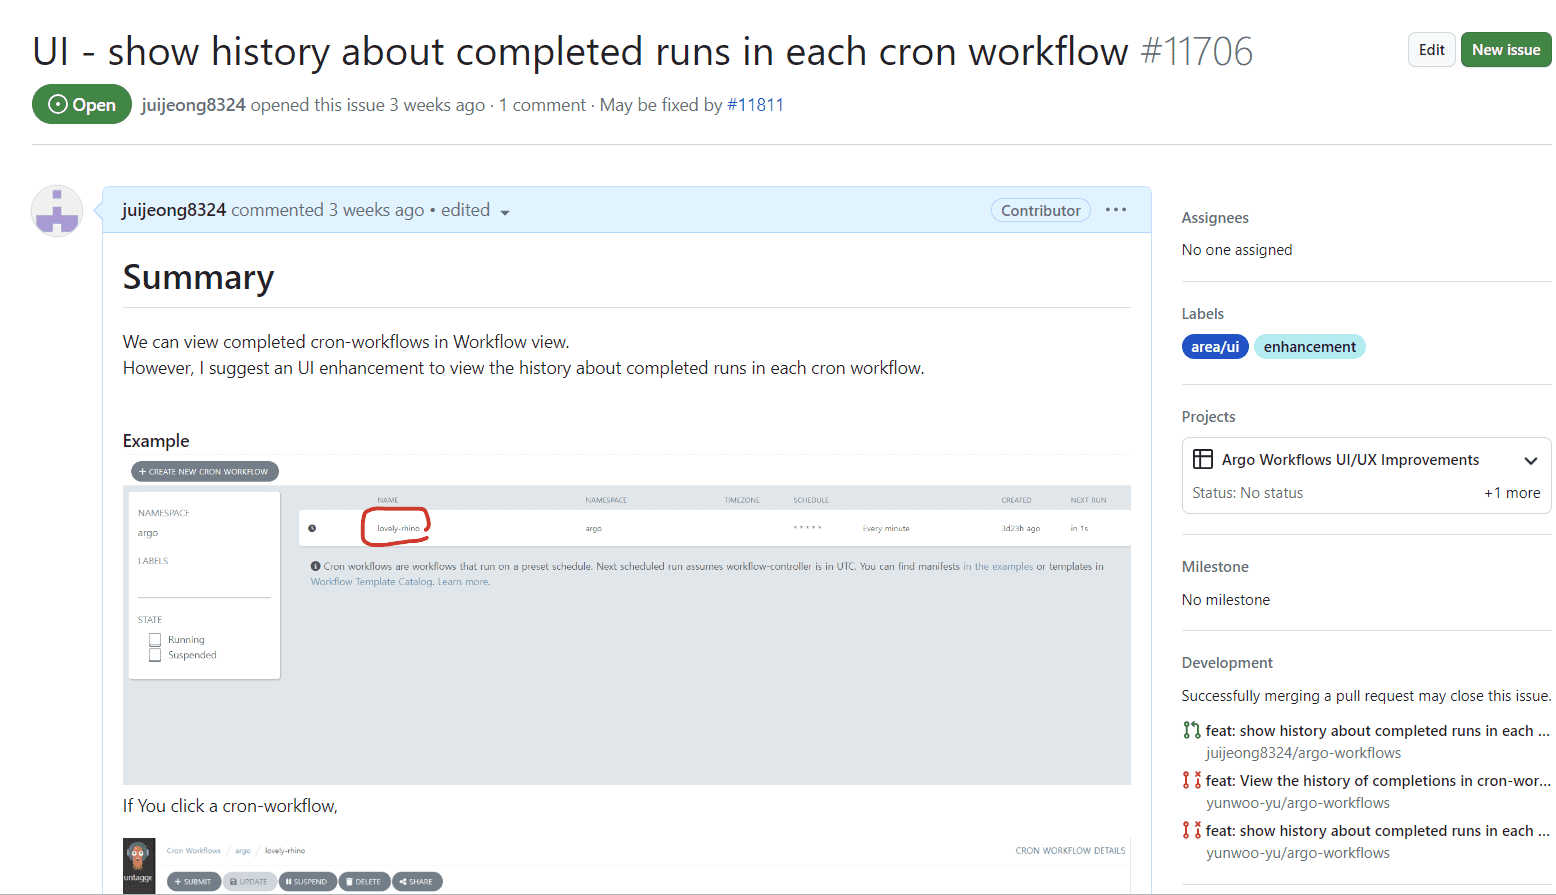 UI - show history about completed runs in each cron workflow #11706
Edit
New issue
Open
juijeong8324 opened this issue 3 weeks ago · 1 comment · May be fixed by #11811
juijeong8324 commented 3 weeks ago • edited
Contributor
Summary
We can view completed cron-workflows in Workflow view.
However, I suggest an UI enhancement to view the history about completed runs in each cron workflow.
Example
+ CREATE NEW CRON WORKFLOW
NAMESPACE
argo
LABELS
STATE
Running
Suspended
NAME NAMESPACE TIMEZONE SCHEDULE CREATED NEXT RUN
lovely-rhino argo * * * * * Every minute 3d23h ago in 1s
Cron workflows are workflows that run on a preset schedule. Next scheduled run assumes workflow-controller is in UTC. You can find manifests in the examples or templates in
Workflow Template Catalog. Learn more.
If You click a cron-workflow,
untagge
Cron Workflows / argo / lovely-rhino
CRON WORKFLOW DETAILS
+ SUBMIT UPDATE SUSPEND DELETE SHARE
Assignees
No one assigned
Labels
area/ui enhancement
Projects
Argo Workflows UI/UX Improvements
Status: No status +1 more
Milestone
No milestone
Development
Successfully merging a pull request may close this issue.
feat: show history about completed runs in each ...
juijeong8324/argo-workflows
feat: View the history of completions in cron-wor...
yunwoo-yu/argo-workflows
feat: show history about completed runs in each ...
yunwoo-yu/argo-workflows